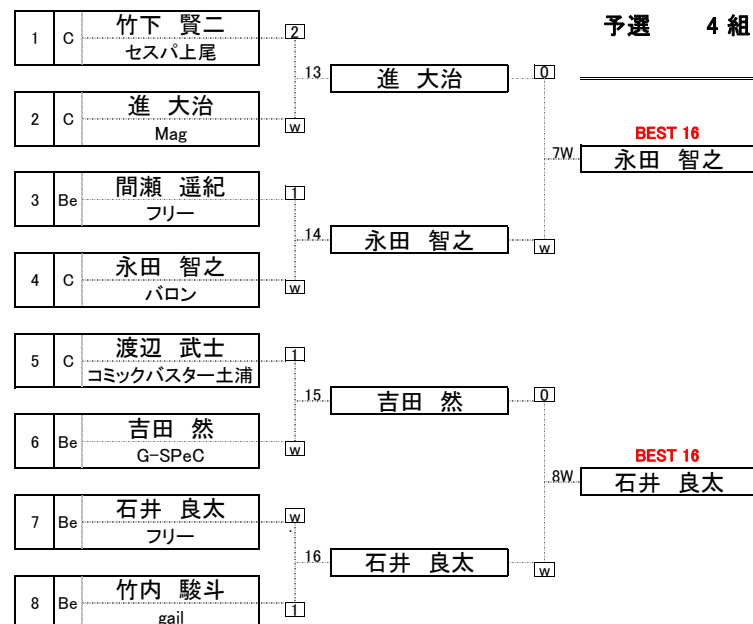 予選 4 組
1 C 竹下 賢二 2
セスパ上尾
13 進 大治 0
2 C 進 大治 w
Mag
BEST 16
7W 永田 智之
3 Be 間瀬 遥紀 1
フリー
14 永田 智之 w
4 C 永田 智之 w
バロン
5 C 渡辺 武士 1
コミックバスター土浦
15 吉田 然 0
6 Be 吉田 然 w
G-SPeC
BEST 16
8W 石井 良太
7 Be 石井 良太 w
フリー
16 石井 良太 w
8 Be 竹内 駿斗 1
gail